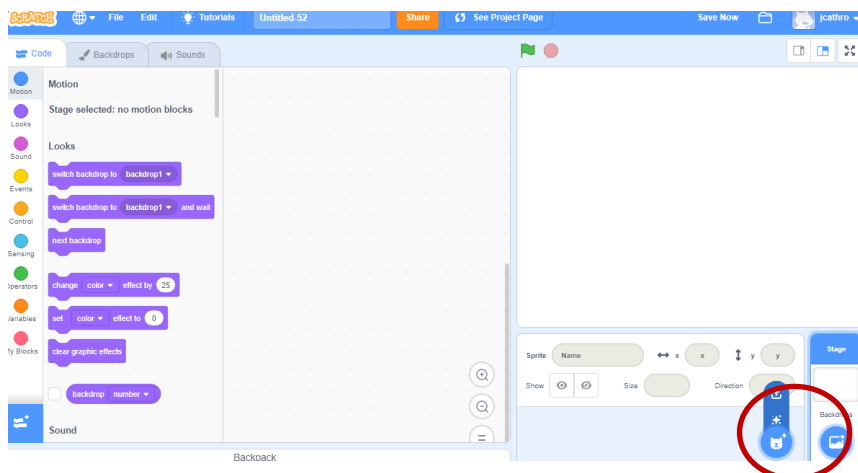 SCRATCH File Edit Tutorials Untitled-52 Share See Project Page Save Now jcathro
Code Backdrops Sounds
Motion
Looks
Sound
Events
Control
Sensing
Operators
Variables
My Blocks
Motion
Stage selected: no motion blocks
Looks
switch backdrop to backdrop1
switch backdrop to backdrop1 and wait
next backdrop
change color effect by 25
set color effect to 0
clear graphic effects
backdrop number
Sound
Backpack
Sprite Name x x y y
Show Size Direction
Stage
Backdrops